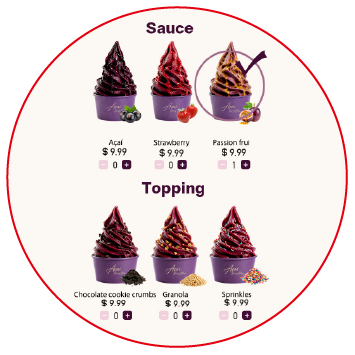 Sauce
Açaí Strawberry Passion frui
$ 9.99 $ 9.99 $ 9.99
- 0 + - 0 + - 1 +
Topping
Chocolate cookie crumbs Granola Sprinkles
$ 9.99 $ 9.99 $ 9.99
- 0 + - 0 + - 0 +